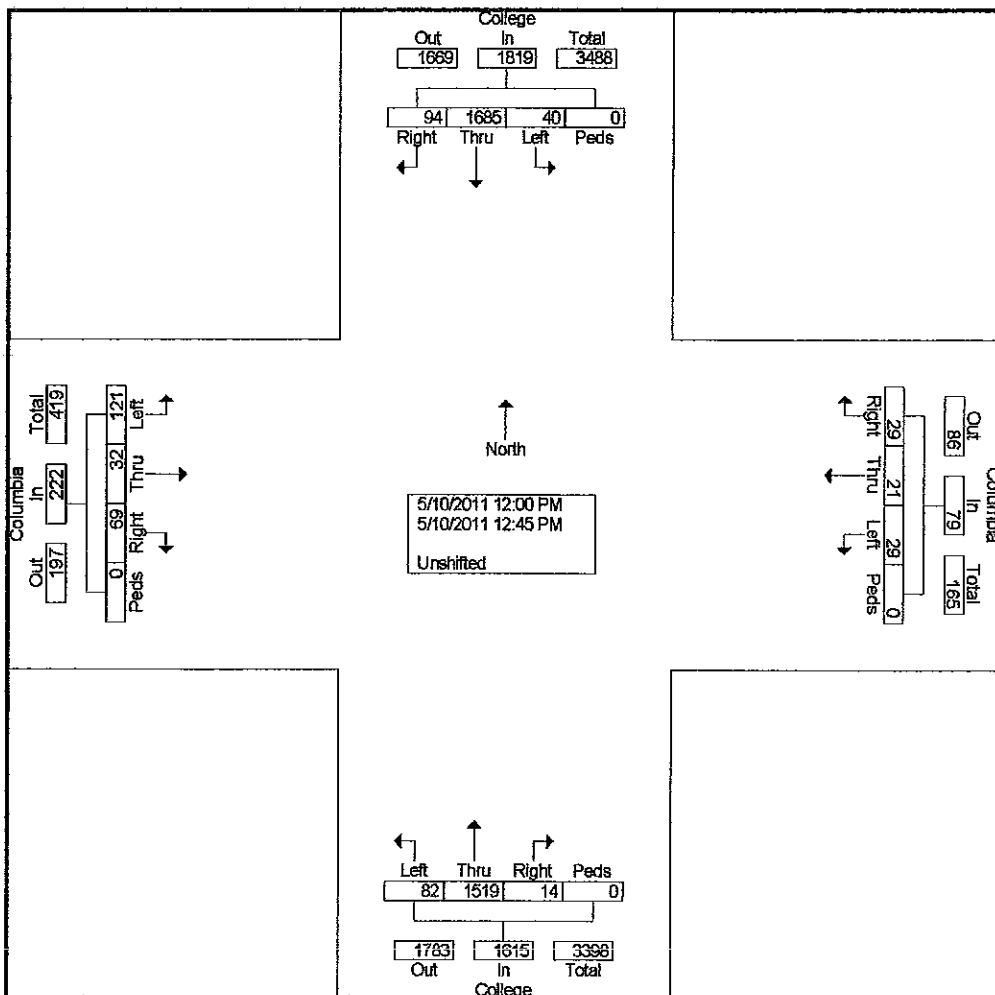 College
Out In Total
1669 1819 3488
94 1685 40 0
Right Thru Left Peds
Columbia
Total In Out
419 222 197
121 32 69 0
Left Thru Right Peds
North
5/10/2011 12:00 PM
5/10/2011 12:45 PM
Unshifted
Right Thru Left Peds
29 21 29 0
Out In Total
86 79 165
Columbia
Left Thru Right Peds
82 1519 14 0
1783 1615 3398
Out In Total
College